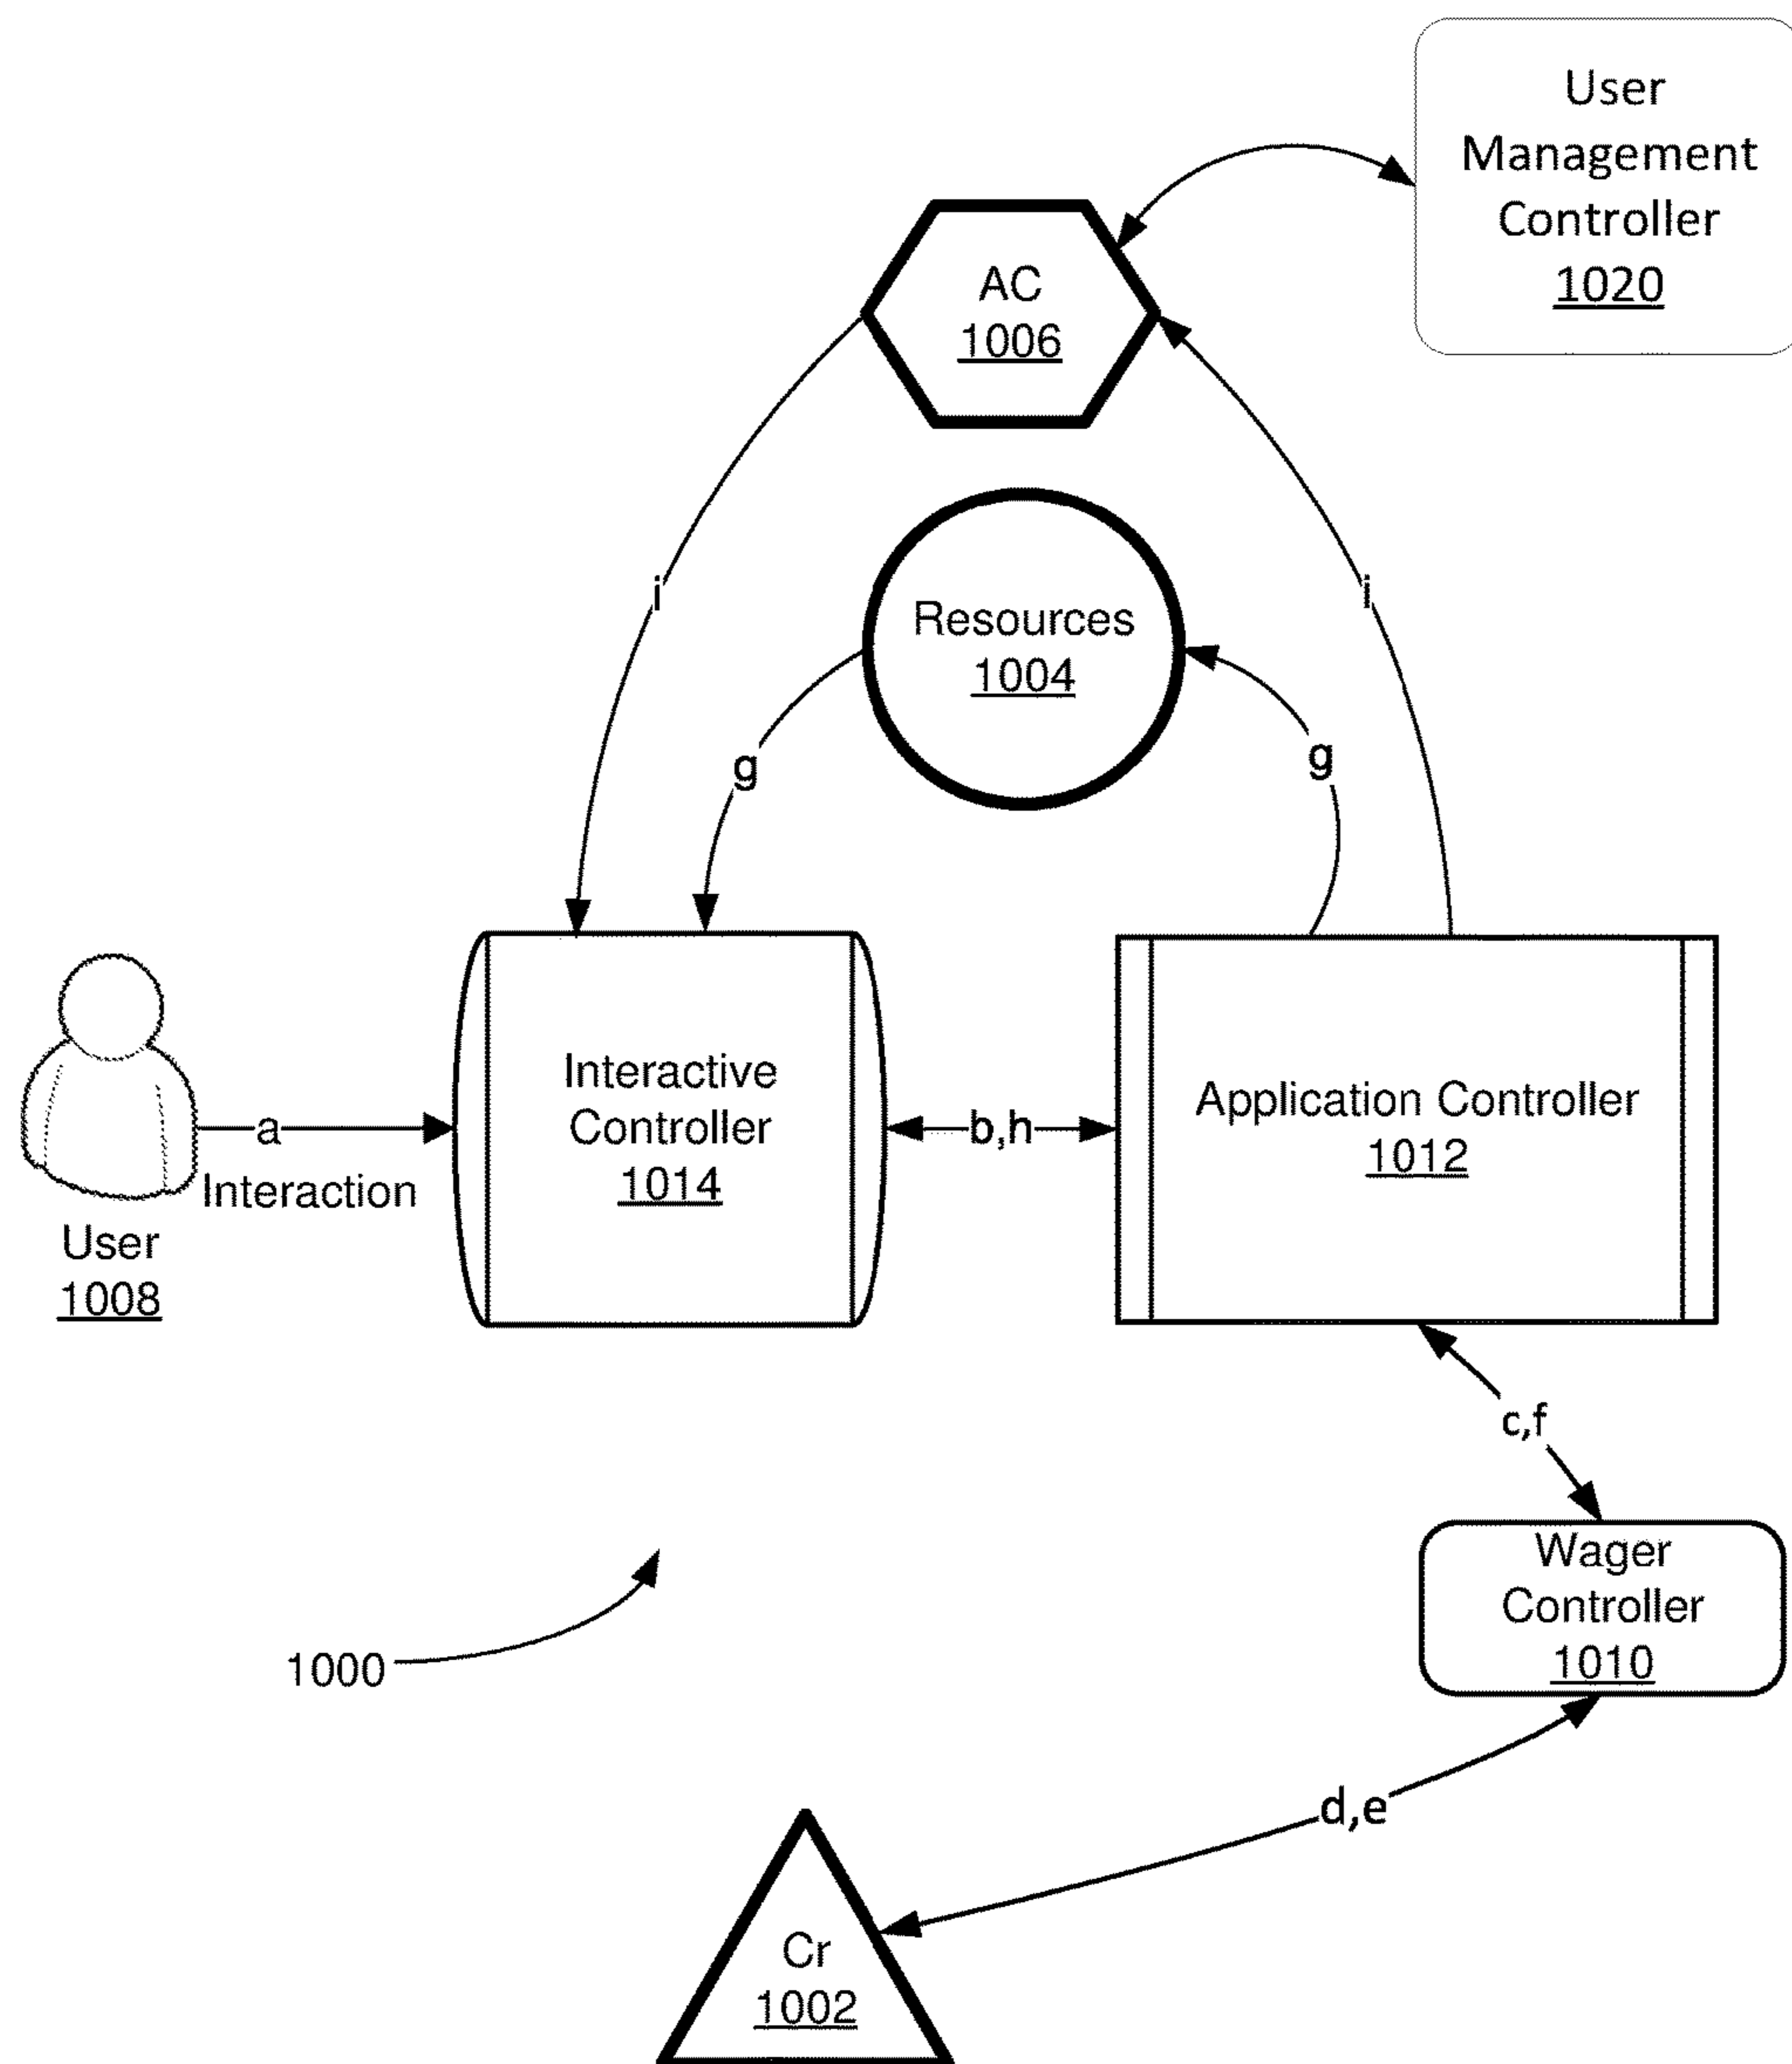 User
Management
Controller
1020
AC
1006
i
i
Resources
1004
g
g
Interactive
Controller
1014
Application Controller
1012
a
Interaction
b,h
User
1008
c,f
Wager
Controller
1010
1000
d,e
Cr
1002